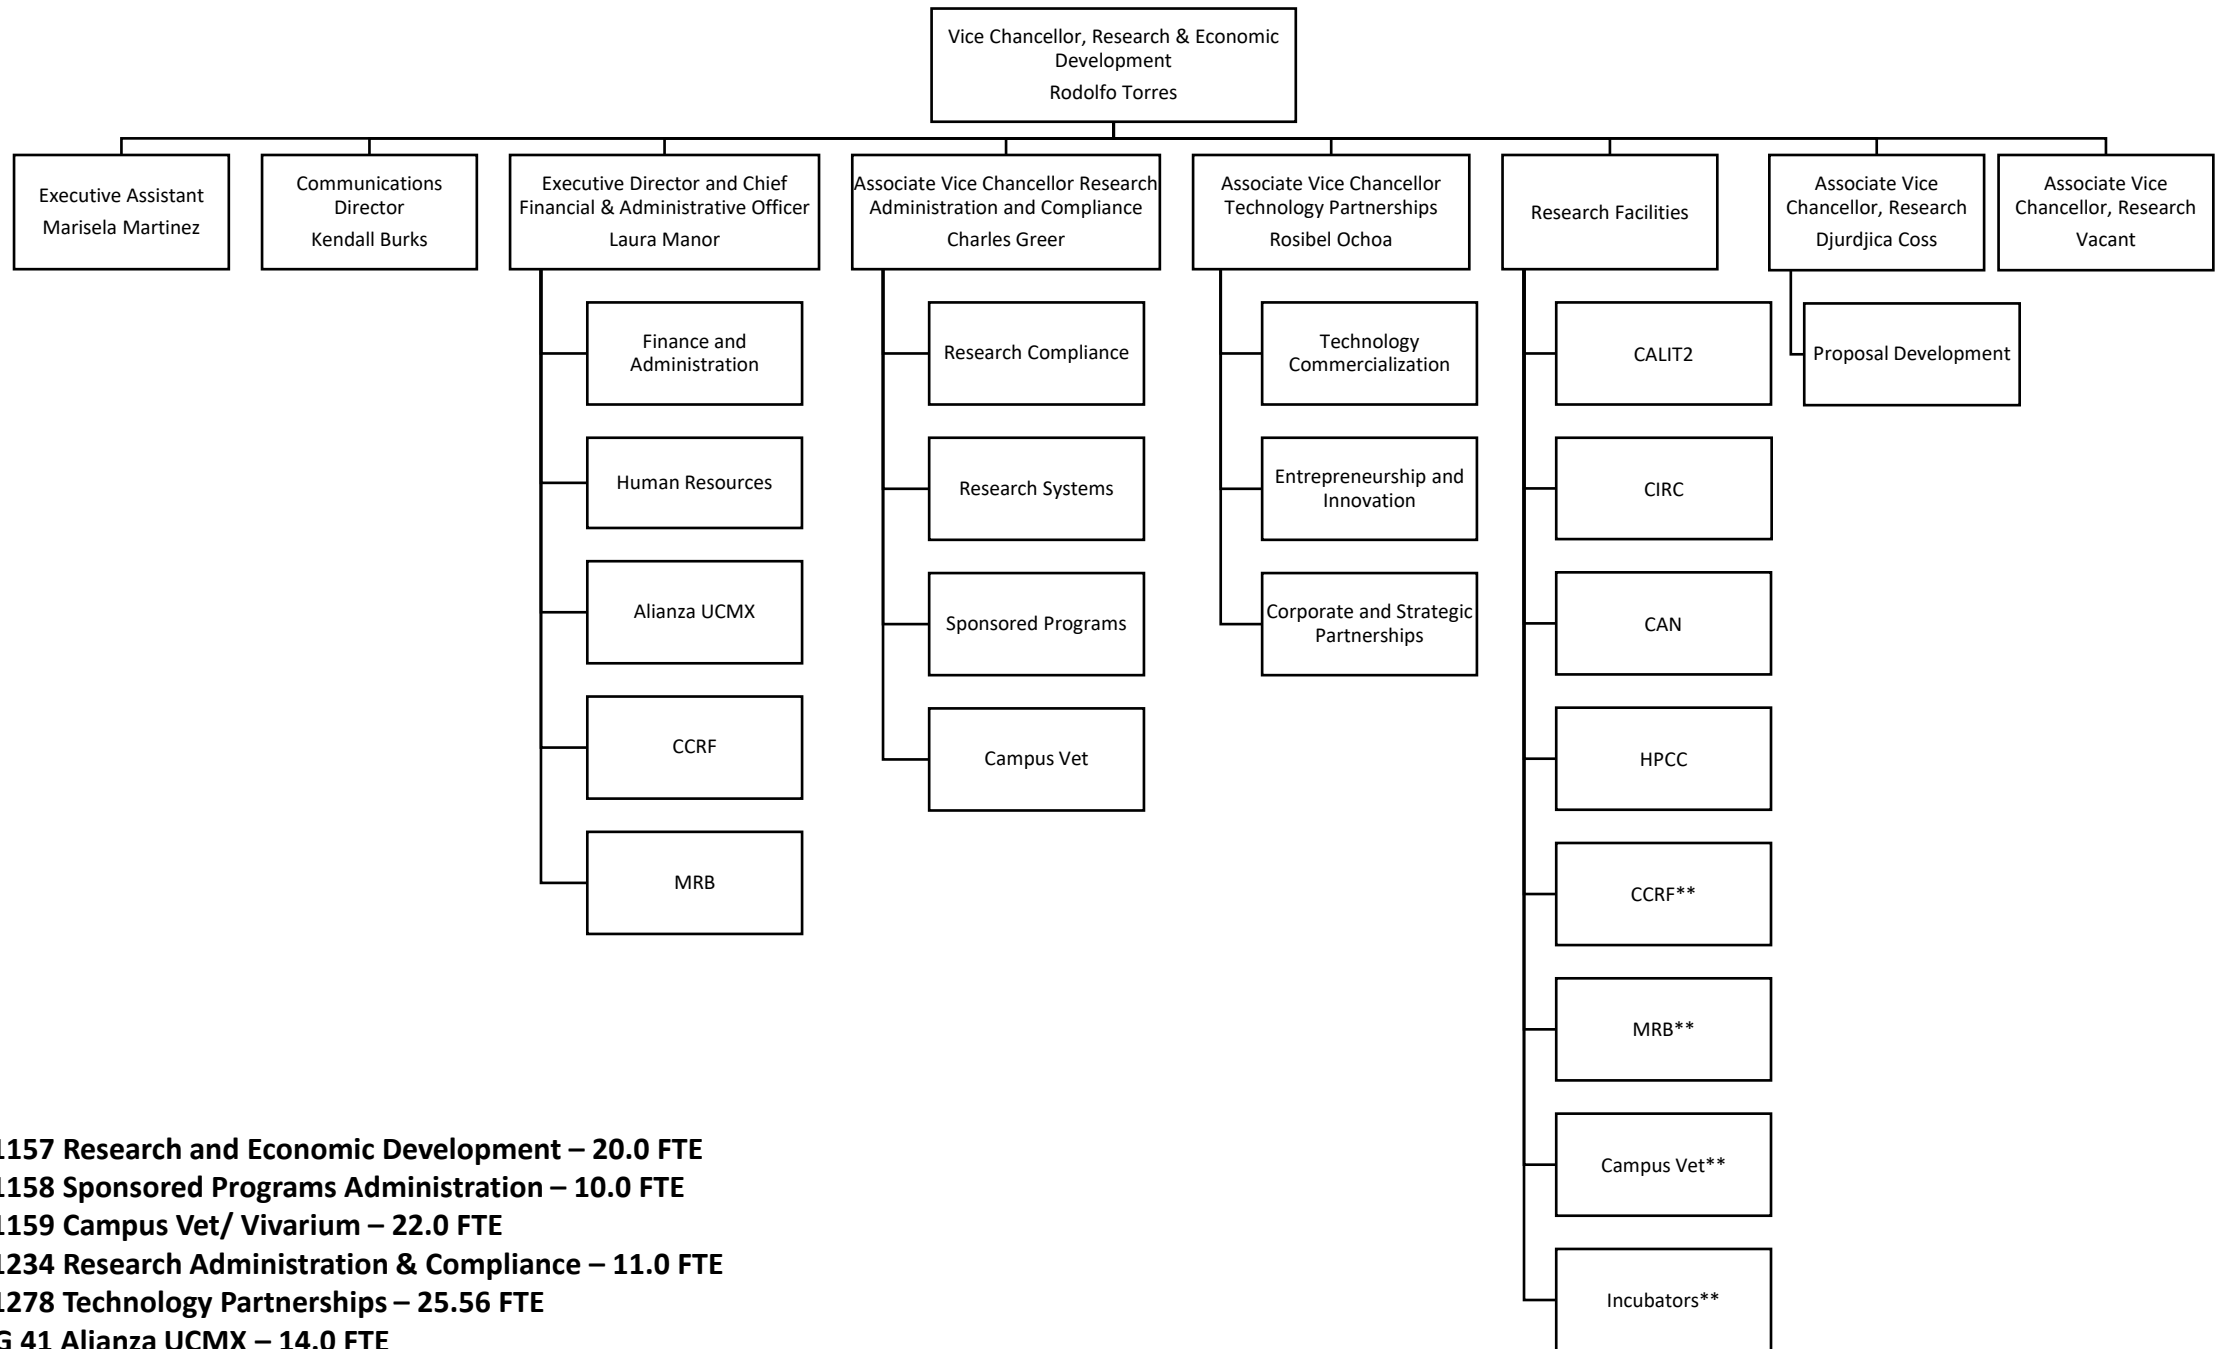 Vice Chancellor, Research & Economic
Development
Rodolfo Torres
Executive Assistant
Marisela Martinez
Communications
Director
Kendall Burks
Executive Director and Chief
Financial & Administrative Officer
Laura Manor
Associate Vice Chancellor Research
Administration and Compliance
Charles Greer
Associate Vice Chancellor
Technology Partnerships
Rosibel Ochoa
Research Facilities
Associate Vice
Chancellor, Research
Djurdjica Coss
Associate Vice
Chancellor, Research
Vacant
Finance and
Administration
Human Resources
Alianza UCMX
CCRF
MRB
Research Compliance
Research Systems
Sponsored Programs
Campus Vet
Technology
Commercialization
Entrepreneurship and
Innovation
Corporate and Strategic
Partnerships
CALIT2
CIRC
CAN
HPCC
CCRF**
MRB**
Campus Vet**
Incubators**
Proposal Development
1157 Research and Economic Development – 20.0 FTE
1158 Sponsored Programs Administration – 10.0 FTE
1159 Campus Vet/ Vivarium – 22.0 FTE
1234 Research Administration & Compliance – 11.0 FTE
1278 Technology Partnerships – 25.56 FTE
G 41 Alianza UCMX – 14.0 FTE